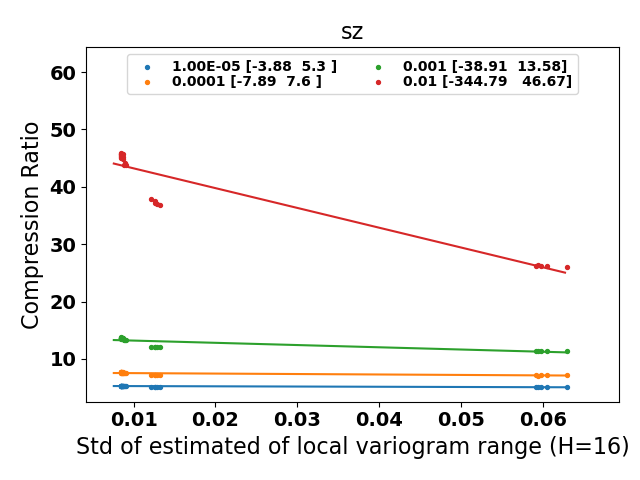 sz
1.00E-05 [-3.88 5.3 ]
0.0001 [-7.89 7.6 ]
0.001 [-38.91 13.58]
0.01 [-344.79 46.67]
Compression Ratio
60
50
40
30
20
10
0.01 0.02 0.03 0.04 0.05 0.06
Std of estimated of local variogram range (H=16)